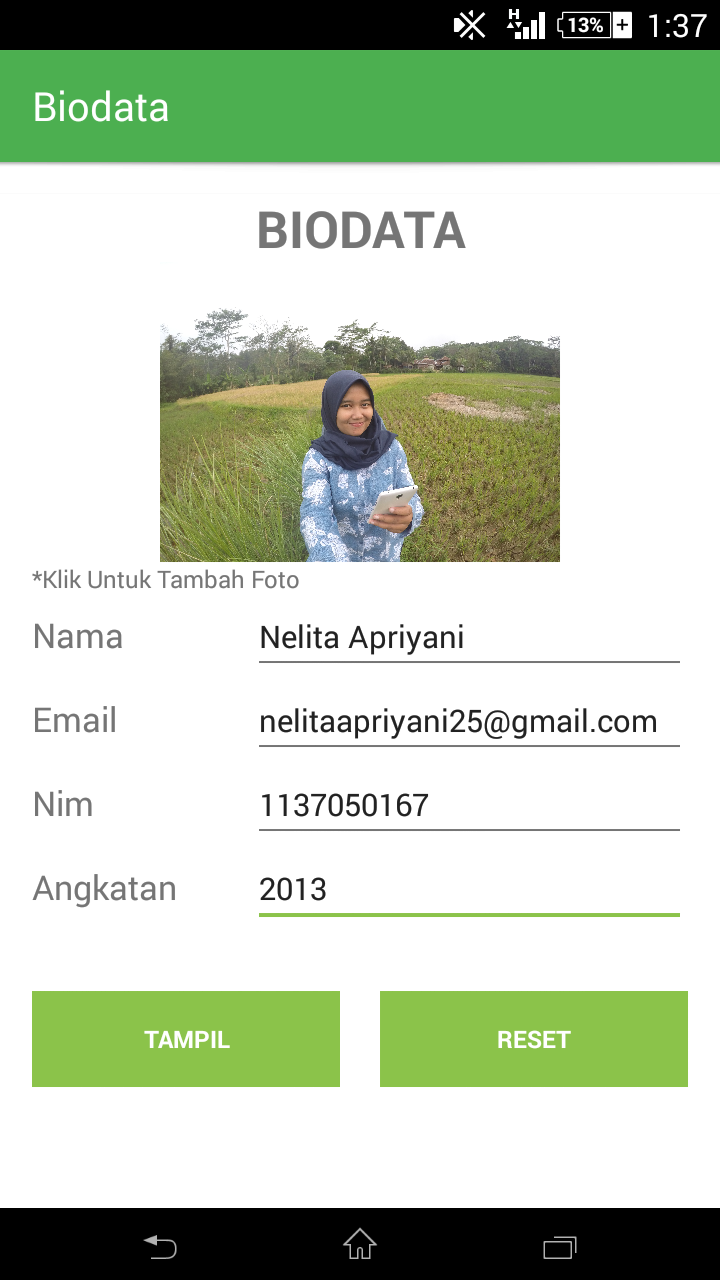 H
13%
1:37
Biodata
BIODATA
*Klik Untuk Tambah Foto
Nama Nelita Apriyani
Email nelitaapriyani25@gmail.com
Nim 1137050167
Angkatan 2013
TAMPIL RESET